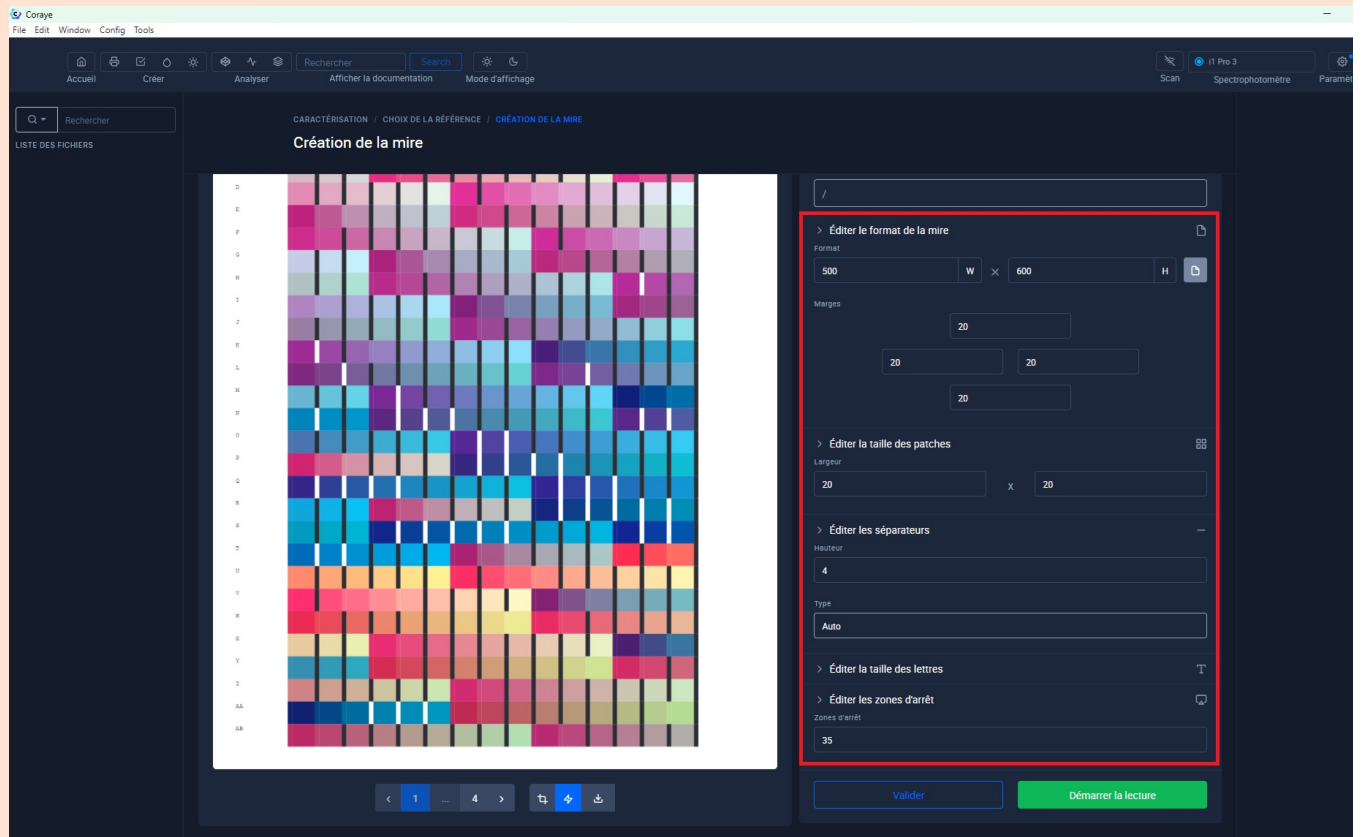 Coraye
File Edit Window Config Tools
Rechercher Search
i1 Pro 3
Accueil Créer Analyser Afficher la documentation Mode d'affichage Scan Spectrophotomètre Paramèt
Rechercher
LISTE DES FICHIERS
CARACTÉRISATION / CHOIX DE LA RÉFÉRENCE / CRÉATION DE LA MIRE
Création de la mire
D
E
F
G
H
I
J
K
L
M
N
O
P
Q
R
S
T
U
V
W
X
Y
Z
AA
AB
/
> Éditer le format de la mire
Format
500 W × 600 H
Marges
20
20 20
20
> Éditer la taille des patches
Largeur
20 x 20
> Éditer les séparateurs
Hauteur
4
Type
Auto
> Éditer la taille des lettres
> Éditer les zones d'arrêt
Zones d'arrêt
35
< 1 ... 4 >
Valider Démarrer la lecture